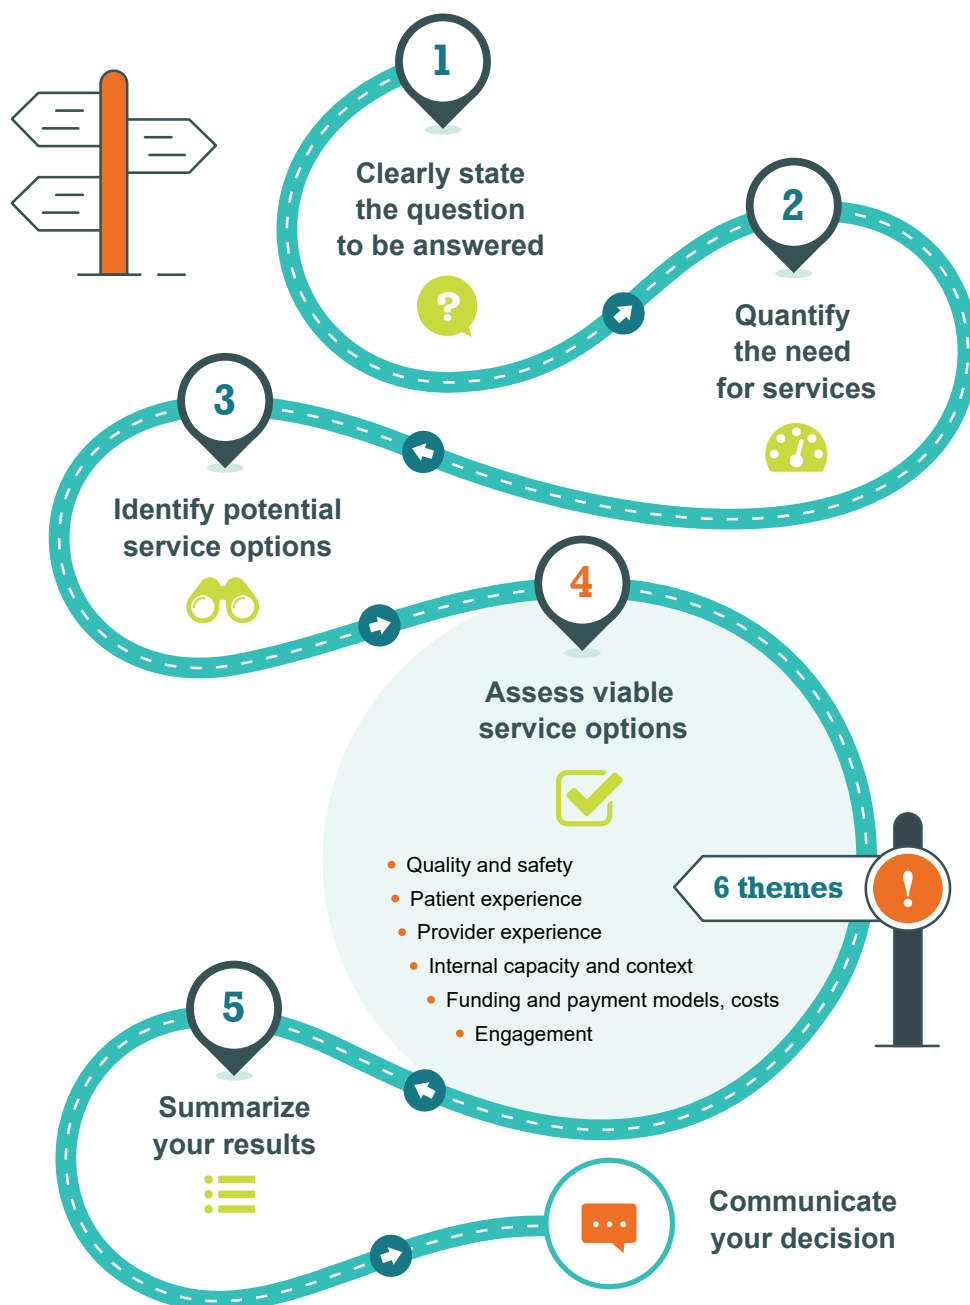 1
Clearly state
the question
to be answered
?
2
Quantify
the need
for services
3
Identify potential
service options
4
Assess viable
service options
• Quality and safety
• Patient experience
• Provider experience
• Internal capacity and context
• Funding and payment models, costs
• Engagement
6 themes
!
5
Summarize
your results
Communicate
your decision